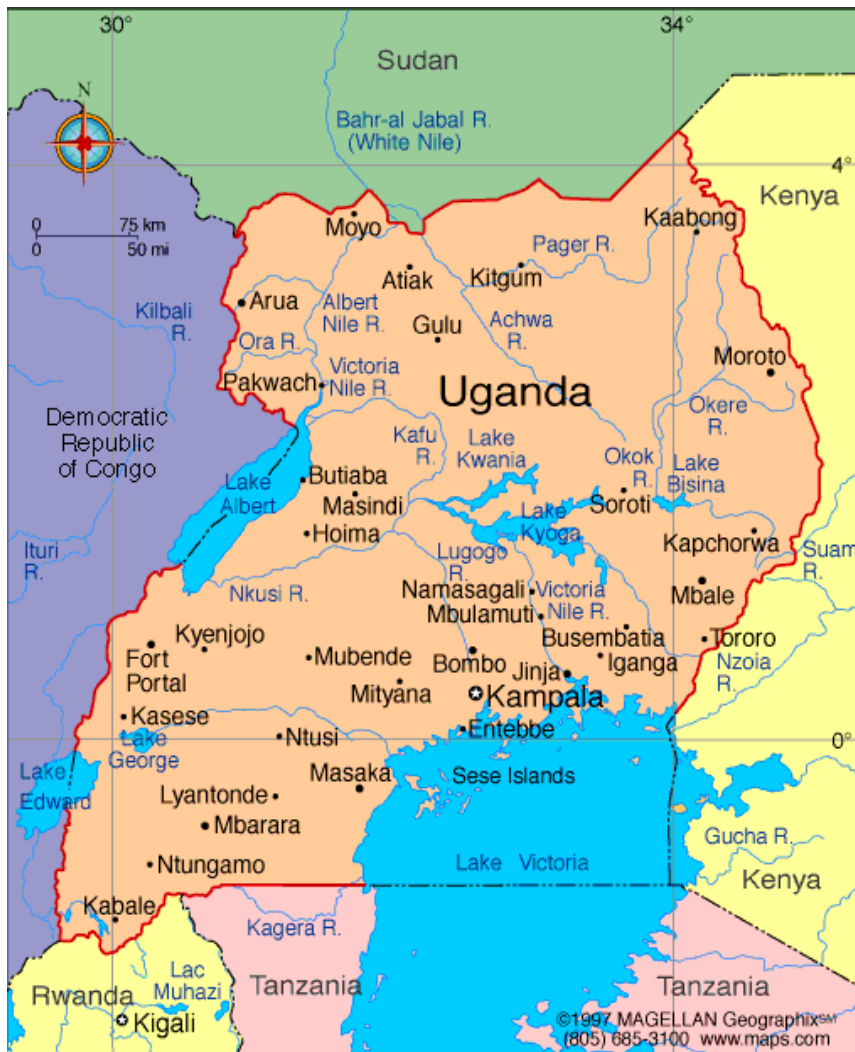 30°
34°
Sudan
N
Bahr-al Jabal R.
(White Nile)
4°
Kenya
0 75 km
0 50 mi
Moyo
Kaabong
Pager R.
Atiak
Kitgum
Kilbali
R.
Arua
Albert
Nile R.
Achwa
R.
Gulu
Ora R.
Victoria
Nile R.
Pakwach
Moroto
Uganda
Okere
R.
Democratic
Republic
of Congo
Kafu
R.
Lake
Kwania
Okok
R.
Lake
Bisina
Lake
Albert
Butiaba
Masindi
Soroti
Lake
Kyoga
Hoima
Kapchorwa
Ituri
R.
Lugogo
R.
Suam
R.
Nkusi R.
Namasagali
Victoria
Nile R.
Mbale
Mbulamuti
Kyenjojo
Busembatia
Tororo
Fort
Portal
Mubende
Bombo
Jinja
Iganga
Nzoia
R.
Mityana
Kampala
Kasese
Entebbe
Lake
George
Ntusi
0°
Lake
Edward
Masaka
Sese Islands
Lyantonde
Mbarara
Gucha R.
Ntungamo
Lake Victoria
Kenya
Kabale
Kagera R.
Lac
Muhazi
Tanzania
Tanzania
Rwanda
Kigali
©1997 MAGELLAN Geographix℠
(805) 685-3100 www.maps.com